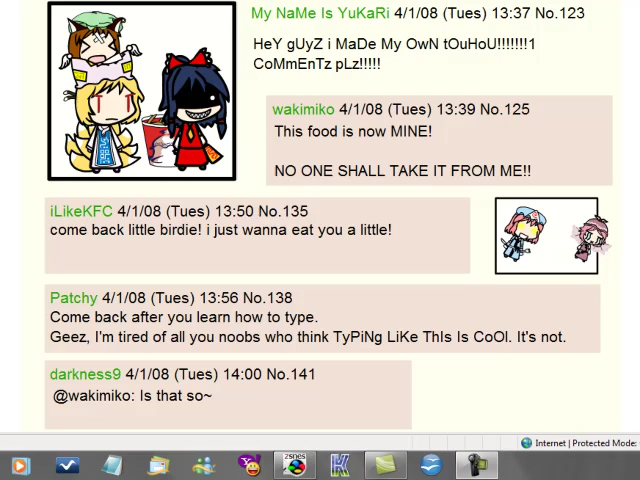 My NaMe Is YuKaRi 4/1/08 (Tues) 13:37 No.123
HeY gUyZ i MaDe My OwN tOuHoU!!!!!!!1
CoMmEnTz pLz!!!!!
wakimiko 4/1/08 (Tues) 13:39 No.125
This food is now MINE!
NO ONE SHALL TAKE IT FROM ME!!
iLikeKFC 4/1/08 (Tues) 13:50 No.135
come back little birdie! i just wanna eat you a little!
Patchy 4/1/08 (Tues) 13:56 No.138
Come back after you learn how to type.
Geez, I'm tired of all you noobs who think TyPiNg LiKe ThIs Is CoOl. It's not.
darkness9 4/1/08 (Tues) 14:00 No.141
@wakimiko: Is that so~
Internet | Protected Mode:
ZSNES